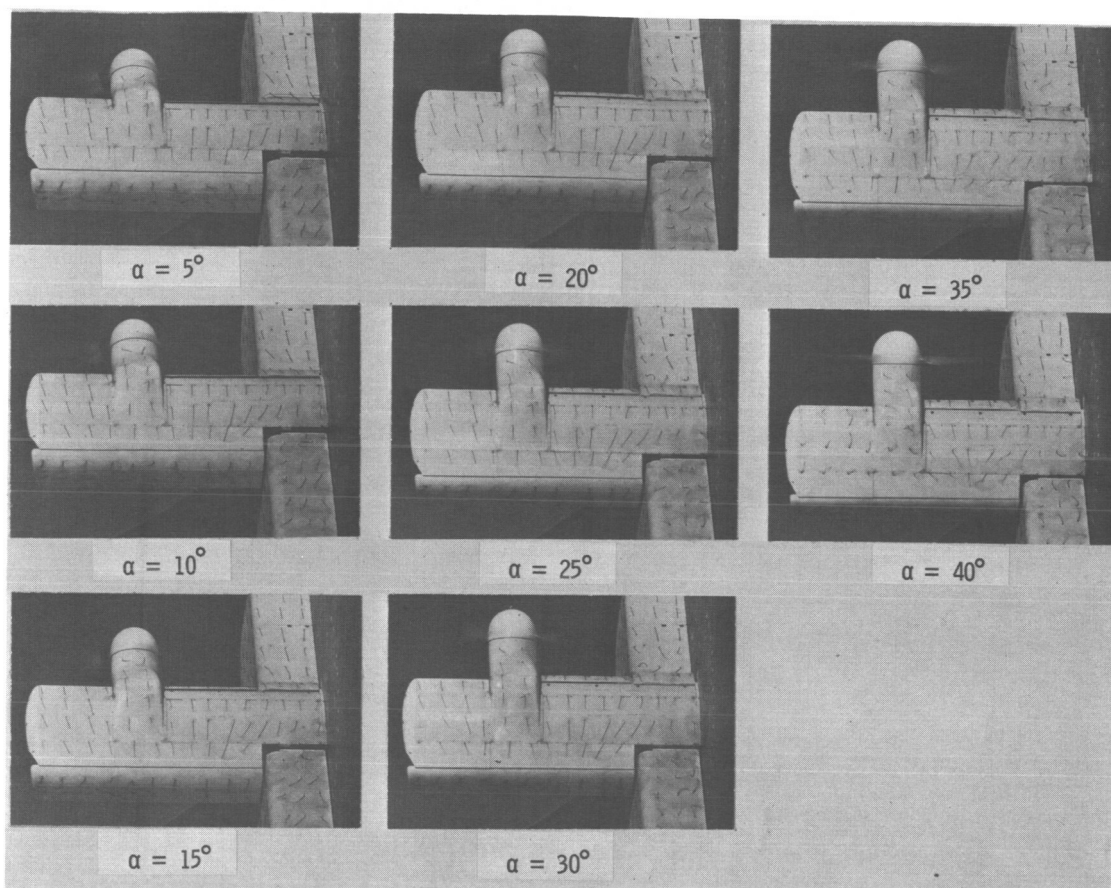 α = 5°
α = 20°
α = 35°
α = 10°
α = 25°
α = 40°
α = 15°
α = 30°